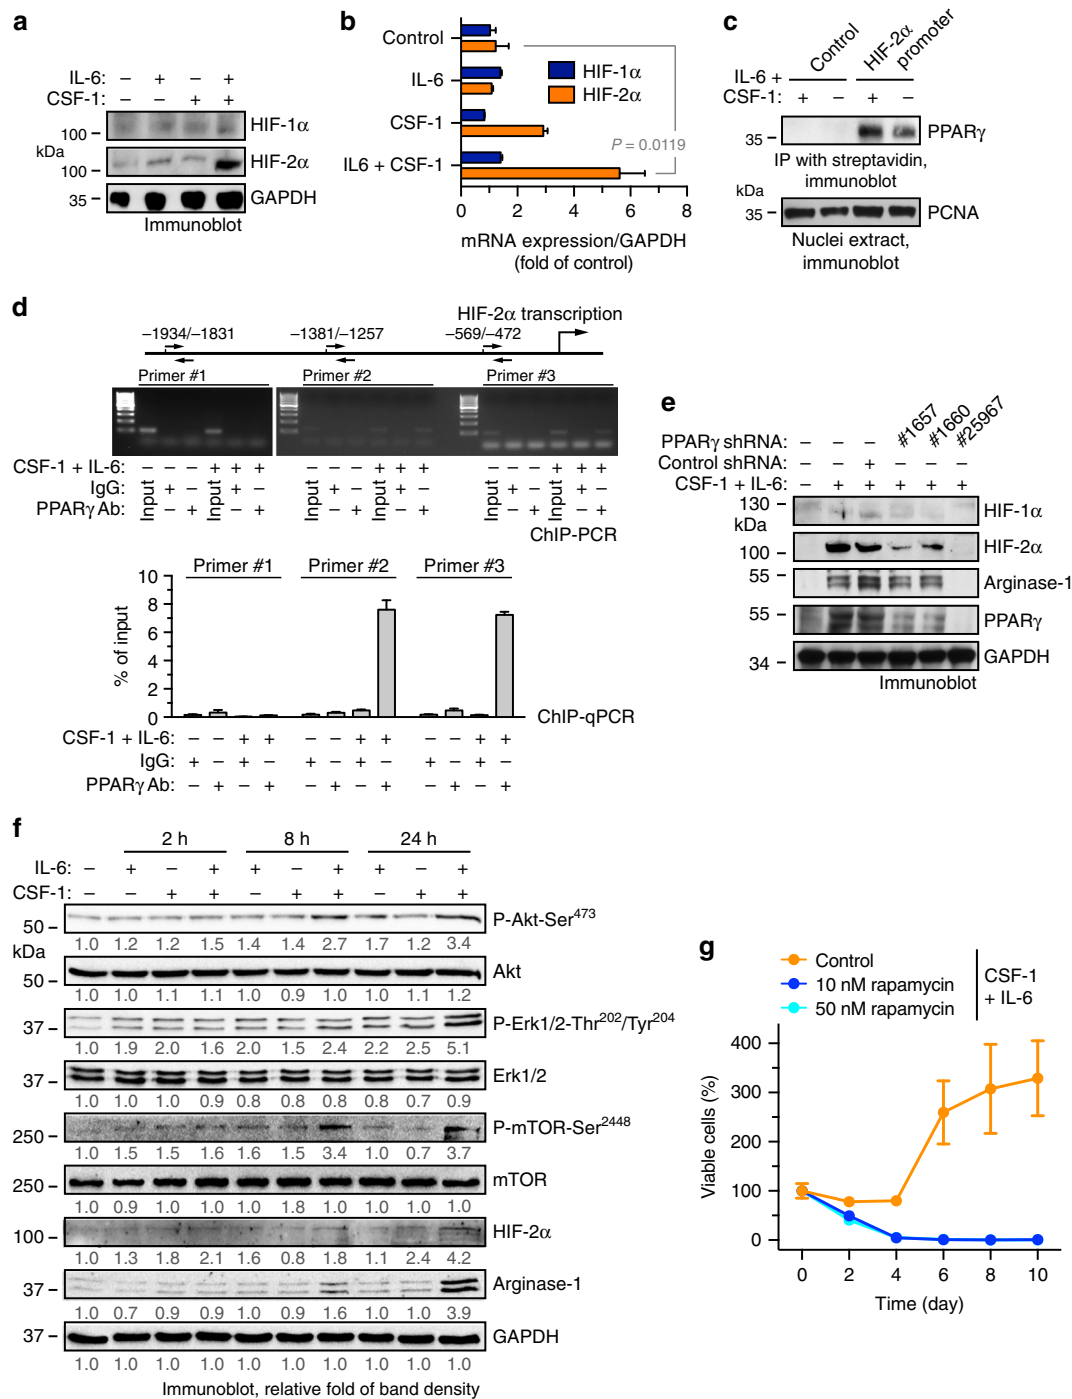 a
IL-6: – + – +
CSF-1: – – + +
100 – HIF-1α
kDa
100 – HIF-2α
35 – GAPDH
Immunoblot
b
Control
IL-6
CSF-1
IL6 + CSF-1
HIF-1α
HIF-2α
P = 0.0119
0 2 4 6 8
mRNA expression/GAPDH
(fold of control)
c
Control
HIF-2α
promoter
IL-6 +
CSF-1: + – + –
35 – PPARγ
IP with streptavidin,
immunoblot
kDa
35 – PCNA
Nuclei extract,
immunoblot
d
HIF-2α transcription
–1934/–1831 –1381/–1257 –569/–472
Primer #1 Primer #2 Primer #3
CSF-1 + IL-6: – – – + + + – – – + + + – – – + + +
IgG: Input + – Input + – Input + – Input + – Input + – Input + –
PPARγ Ab: – + – + – + – + – + – +
ChIP-PCR
Primer #1 Primer #2 Primer #3
10
8
6
4
2
0
% of input
ChIP-qPCR
CSF-1 + IL-6: – – + + – – + + – – + +
IgG: + – + – + – + – + – + –
PPARγ Ab: – + – + – + – + – + – +
e
#1657
#1660
#25967
PPARγ shRNA: – – –
Control shRNA: – – + – – –
CSF-1 + IL-6: – + + + + +
130 – HIF-1α
kDa
100 – HIF-2α
55 – Arginase-1
55 – PPARγ
34 – GAPDH
Immunoblot
f
2 h 8 h 24 h
IL-6: – + – + + – + + – +
CSF-1: – – + + – + + – + +
50 – P-Akt-Ser473
kDa 1.0 1.2 1.2 1.5 1.4 1.4 2.7 1.7 1.2 3.4
50 – Akt
1.0 1.0 1.1 1.1 1.0 0.9 1.0 1.0 1.1 1.2
37 – P-Erk1/2-Thr202/Tyr204
1.0 1.9 2.0 1.6 2.0 1.5 2.4 2.2 2.5 5.1
37 – Erk1/2
1.0 1.0 1.0 0.9 0.8 0.8 0.8 0.8 0.7 0.9
250 – P-mTOR-Ser2448
1.0 1.5 1.5 1.6 1.6 1.5 3.4 1.0 0.7 3.7
250 – mTOR
1.0 0.9 1.0 1.0 1.0 1.8 1.0 1.0 1.0 1.0
100 – HIF-2α
1.0 1.3 1.8 2.1 1.6 0.8 1.8 1.1 2.4 4.2
37 – Arginase-1
1.0 0.7 0.9 0.9 1.0 0.9 1.6 1.0 1.0 3.9
37 – GAPDH
1.0 1.0 1.0 1.0 1.0 1.0 1.0 1.0 1.0 1.0
Immunoblot, relative fold of band density
g
Control
10 nM rapamycin
50 nM rapamycin
CSF-1
+ IL-6
400
300
200
100
0
Viable cells (%)
0 2 4 6 8 10
Time (day)